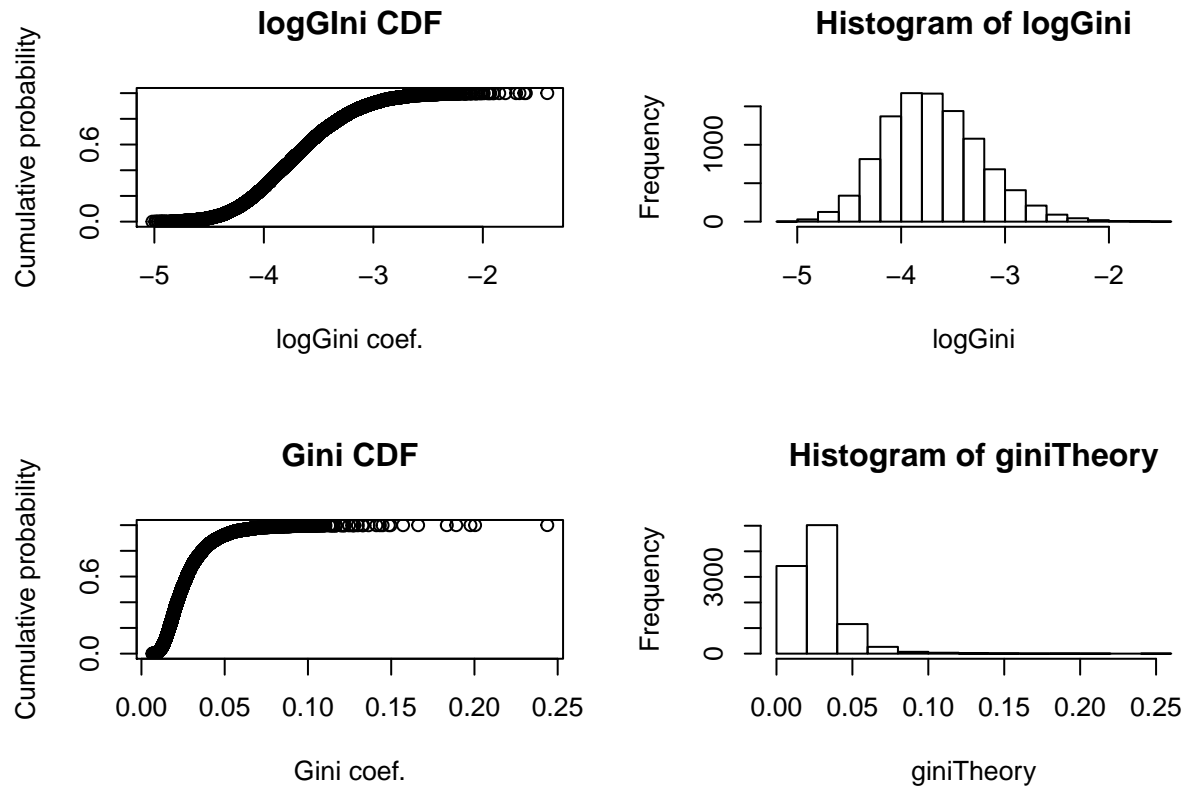 logGIni CDF
Cumulative probability
0.0 0.6
−5 −4 −3 −2
logGini coef.
Histogram of logGini
Frequency
0 1000
−5 −4 −3 −2
logGini
Gini CDF
Cumulative probability
0.0 0.6
0.00 0.05 0.10 0.15 0.20 0.25
Gini coef.
Histogram of giniTheory
Frequency
0 3000
0.00 0.05 0.10 0.15 0.20 0.25
giniTheory